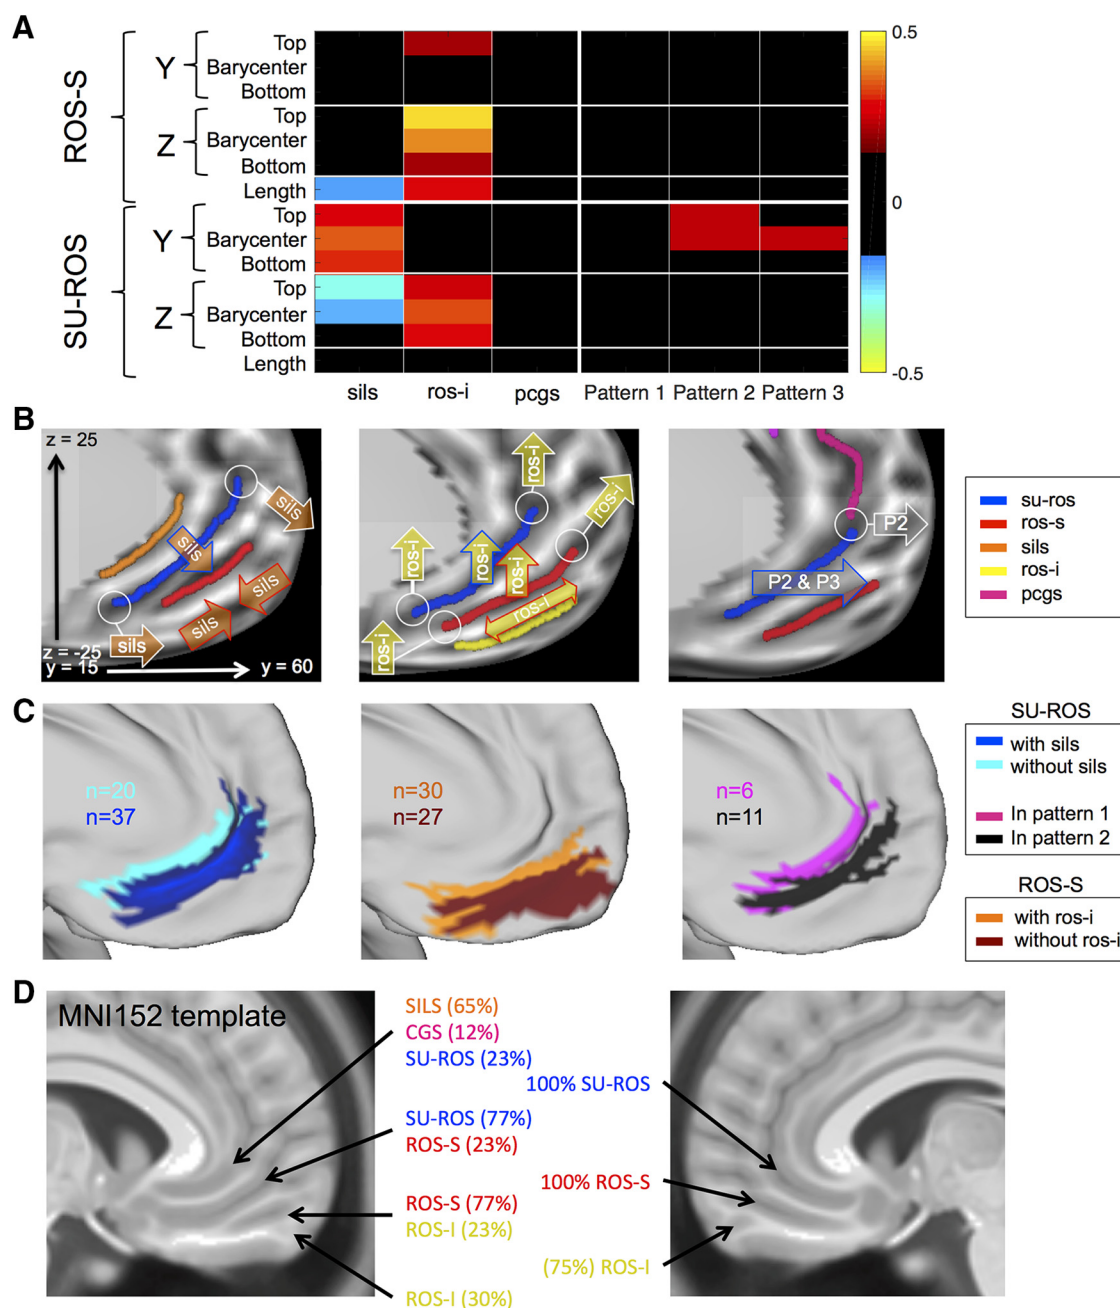 A
ROS-S
Y
Top
Barycenter
Bottom
Z
Top
Barycenter
Bottom
Length
SU-ROS
Y
Top
Barycenter
Bottom
Z
Top
Barycenter
Bottom
Length
sils
ros-i
pcgs
Pattern 1
Pattern 2
Pattern 3
0.5
0
-0.5
B
z = 25
z = -25
y = 15
y = 60
sils
sils
sils
sils
sils
ros-i
ros-i
ros-i
ros-i
ros-i
ros-i
ros-i
P2
P2 & P3
su-ros
ros-s
sils
ros-i
pcgs
C
n=20
n=37
n=30
n=27
n=6
n=11
SU-ROS
with sils
without sils
In pattern 1
In pattern 2
ROS-S
with ros-i
without ros-i
D
MNI152 template
SILS (65%)
CGS (12%)
SU-ROS (23%)
SU-ROS (77%)
ROS-S (23%)
ROS-S (77%)
ROS-I (23%)
ROS-I (30%)
100% SU-ROS
100% ROS-S
(75%) ROS-I